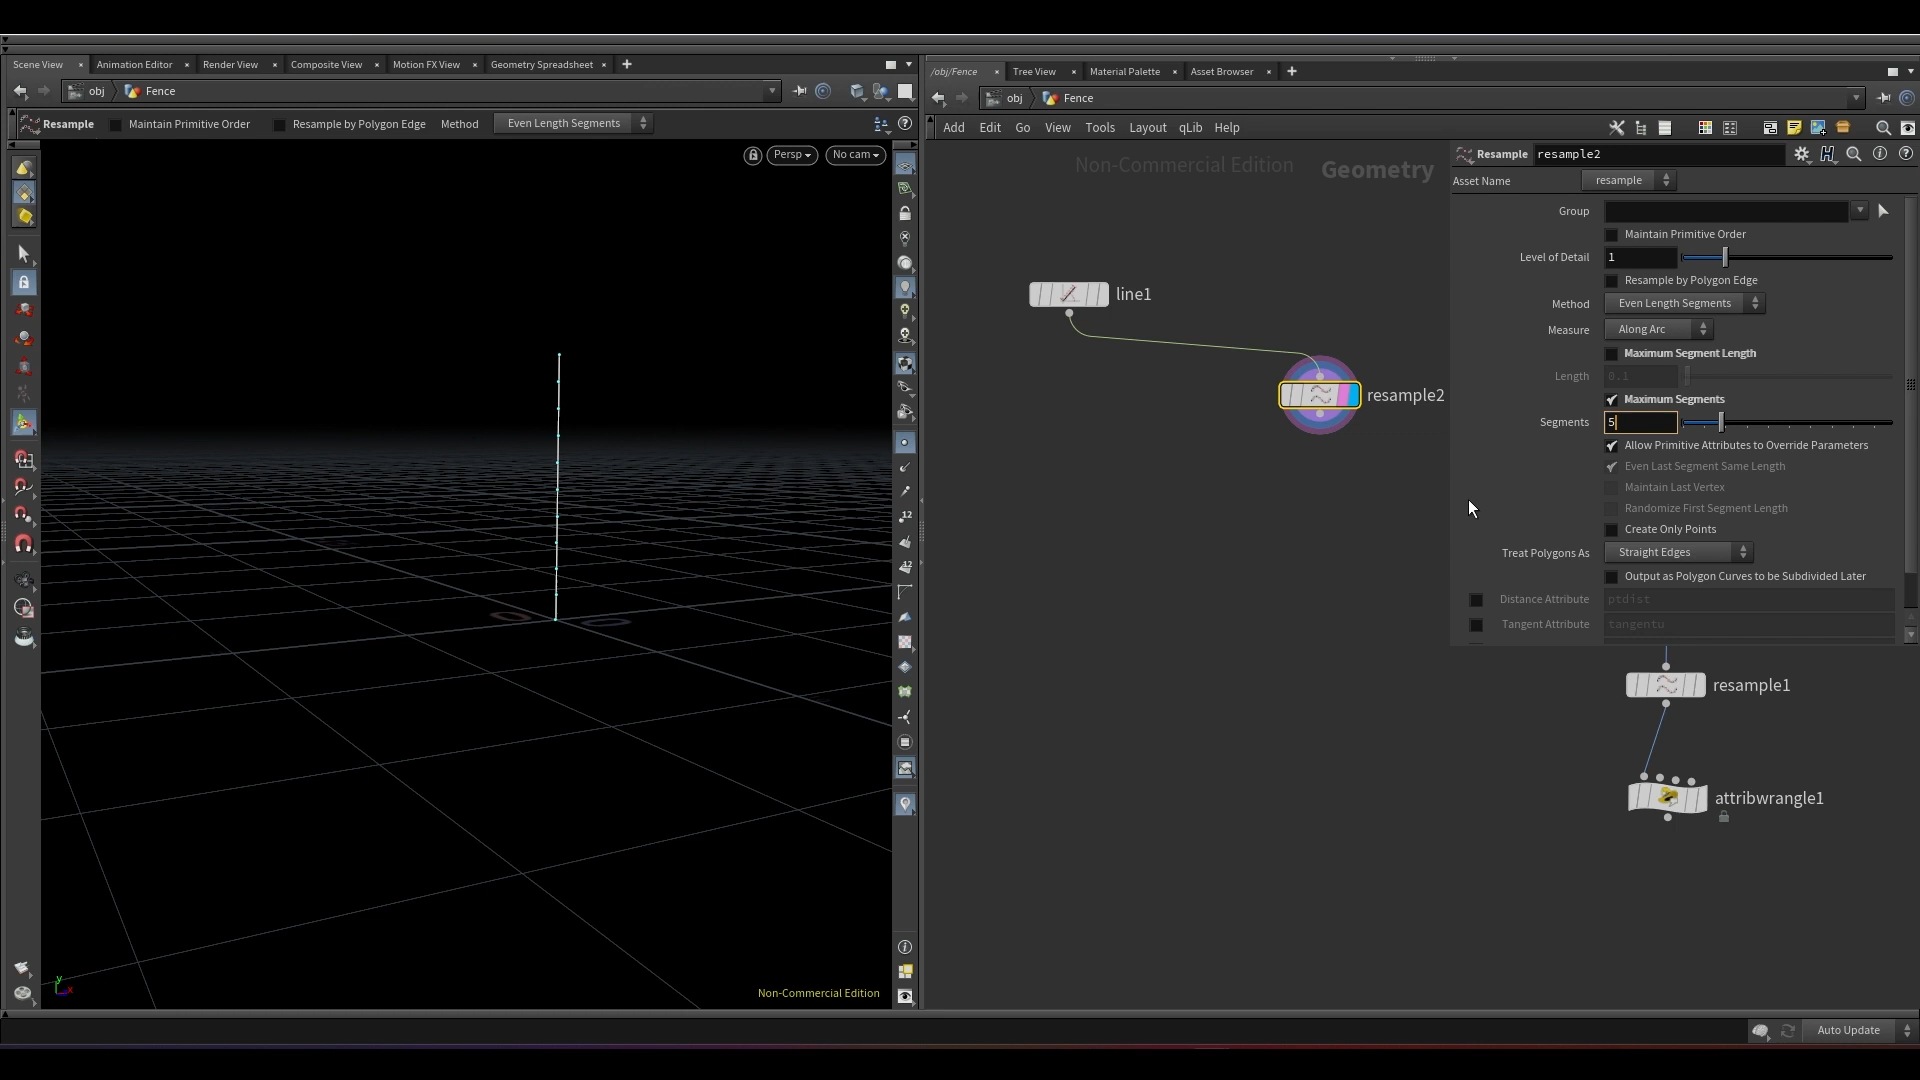 Scene View
Animation Editor
Render View
Composite View
Motion FX View
Geometry Spreadsheet
obj
Fence
Resample
Maintain Primitive Order
Resample by Polygon Edge
Method
Even Length Segments
Persp
No cam
12
12
y
x
Non-Commercial Edition
/obj/Fence
Tree View
Material Palette
Asset Browser
obj
Fence
Add
Edit
Go
View
Tools
Layout
qLib
Help
Non-Commercial Edition
Geometry
line1
resample2
resample1
attribwrangle1
Resample
resample2
Asset Name
resample
Group
Maintain Primitive Order
Level of Detail
1
Resample by Polygon Edge
Method
Even Length Segments
Measure
Along Arc
Maximum Segment Length
Length
0.1
Maximum Segments
Segments
5
Allow Primitive Attributes to Override Parameters
Even Last Segment Same Length
Maintain Last Vertex
Randomize First Segment Length
Create Only Points
Treat Polygons As
Straight Edges
Output as Polygon Curves to be Subdivided Later
Distance Attribute
ptdist
Tangent Attribute
tangentu
Auto Update